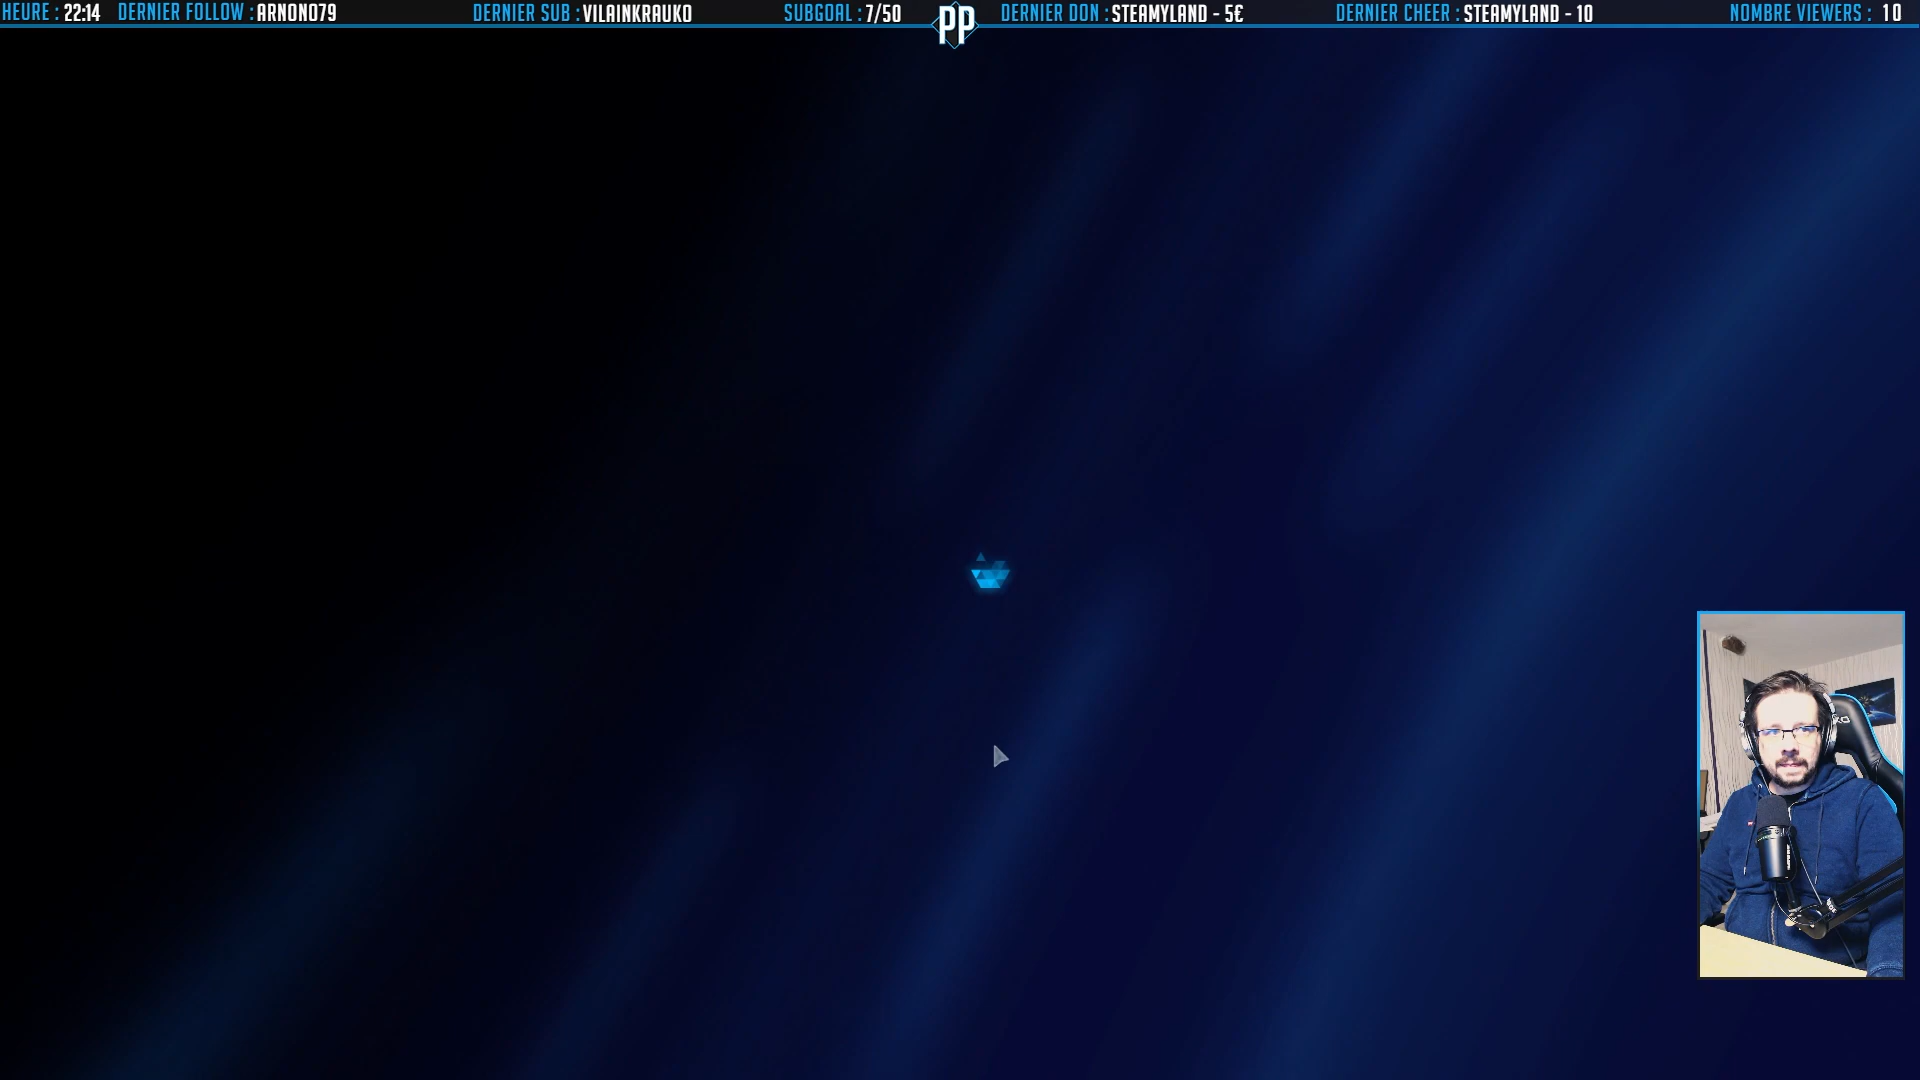 HEURE : 22:14 DERNIER FOLLOW : ARNONO79 DERNIER SUB : VILAINKRAUKO SUBGOAL : 7/50 PP DERNIER DON : STEAMYLAND - 5€ DERNIER CHEER : STEAMYLAND - 10 NOMBRE VIEWERS : 10